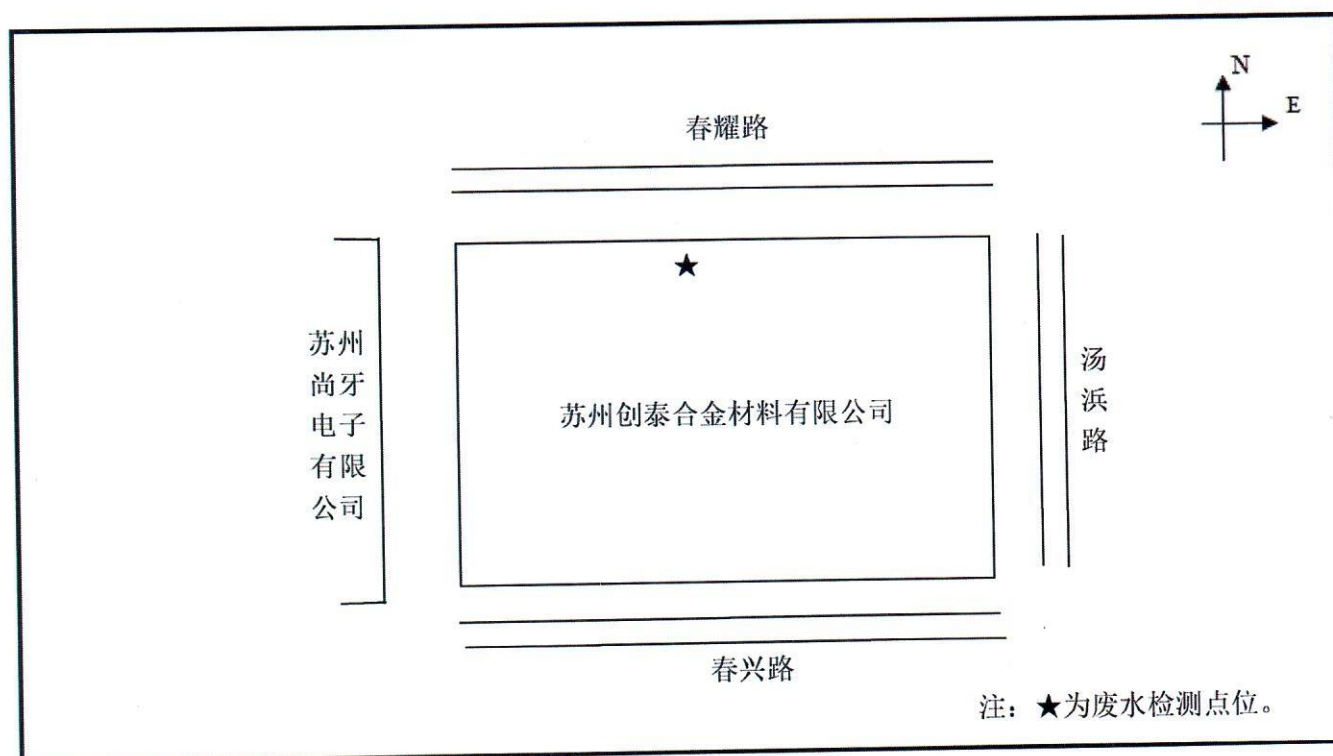 N
E
春耀路
苏州
尚牙
电子
有限
公司
苏州创泰合金材料有限公司
汤
浜
路
春兴路
注：★为废水检测点位。